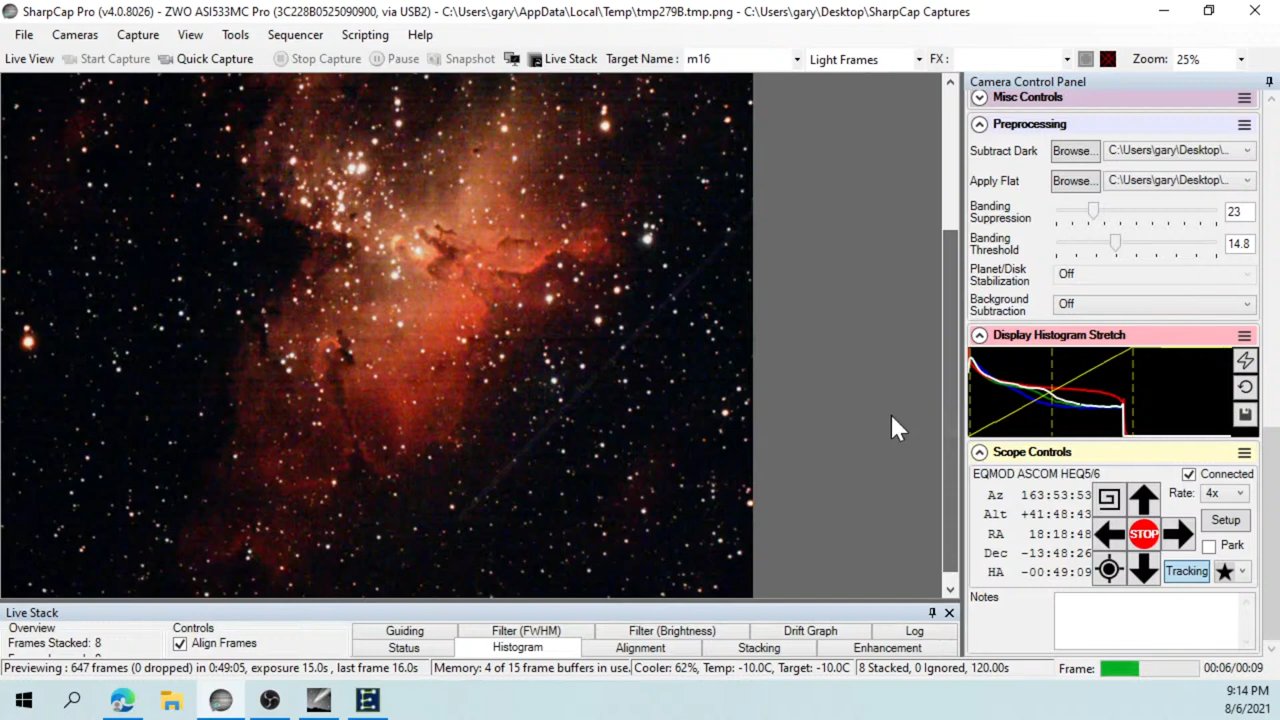 SharpCap Pro (v4.0.8026) - ZWO ASI533MC Pro (3C228B0525090900, via USB2) - C:\Users\gary\AppData\Local\Temp\tmp279B.tmp.png - C:\Users\gary\Desktop\SharpCap Captures
File Cameras Capture View Tools Sequencer Scripting Help
Live View Start Capture Quick Capture Stop Capture Pause Snapshot Live Stack Target Name : m16 Light Frames FX : Zoom: 25%
Camera Control Panel
Misc Controls
Preprocessing
Subtract Dark Browse... C:\Users\gary\Desktop\...
Apply Flat Browse... C:\Users\gary\Desktop\...
Banding Suppression 23
Banding Threshold 14.8
Planet/Disk Stabilization Off
Background Subtraction Off
Display Histogram Stretch
Scope Controls
EQMOD ASCOM HEQ5/6 Connected
Az 163:53:53 Rate: 4x
Alt +41:48:43
RA 18:18:48 STOP Setup
Dec -13:48:26 Park
HA -00:49:09 Tracking
Notes
Live Stack
Overview Controls Guiding Filter (FWHM) Filter (Brightness) Drift Graph Log
Frames Stacked: 8 Align Frames Status Histogram Alignment Stacking Enhancement
Previewing : 647 frames (0 dropped) in 0:49:05, exposure 15.0s, last frame 16.0s Memory: 4 of 15 frame buffers in use. Cooler: 62%, Temp: -10.0C, Target: -10.0C 8 Stacked, 0 Ignored, 120.00s Frame: 00:06/00:09
9:14 PM
8/6/2021